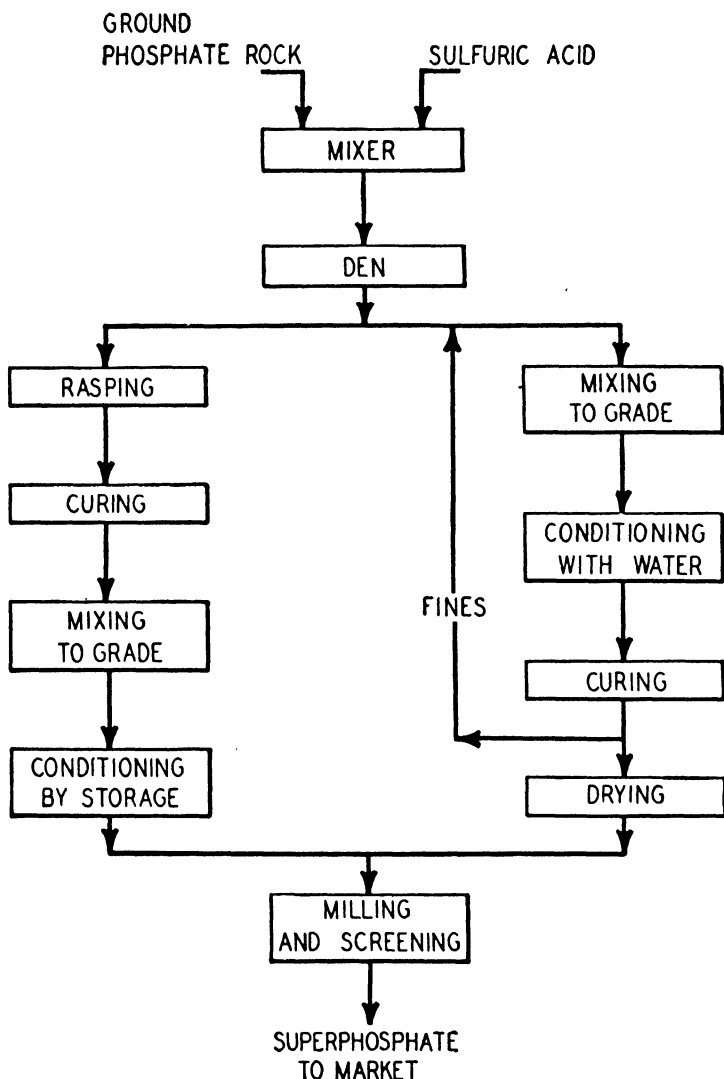 GROUND
PHOSPHATE ROCK
SULFURIC ACID
MIXER
DEN
RASPING
CURING
MIXING
TO GRADE
CONDITIONING
BY STORAGE
MIXING
TO GRADE
CONDITIONING
WITH WATER
CURING
FINES
DRYING
MILLING
AND SCREENING
SUPERPHOSPHATE
TO MARKET